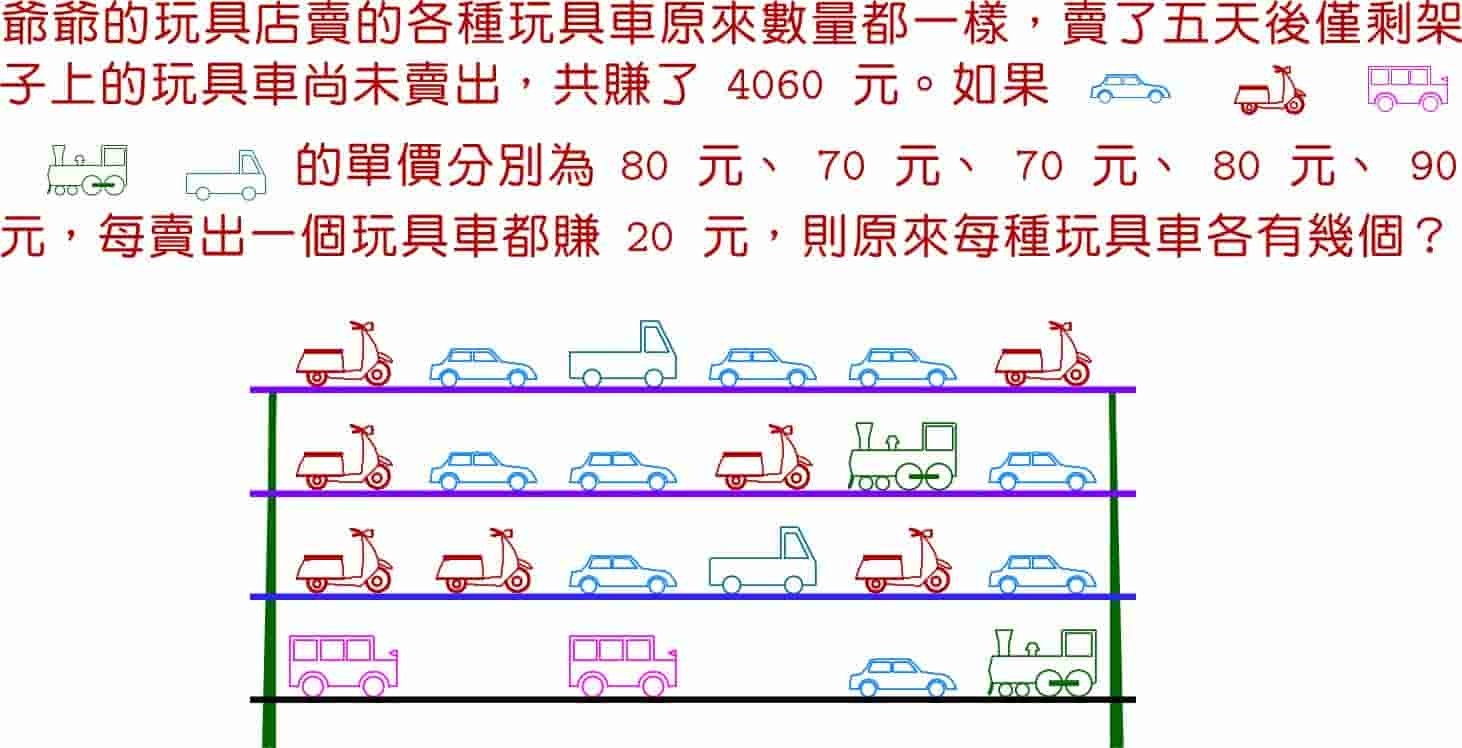 爺爺的玩具店賣的各種玩具車原來數量都一樣，賣了五天後僅剩架
子上的玩具車尚未賣出，共賺了 4060 元。如果
的單價分別為 80 元、 70 元、 70 元、 80 元、 90
元，每賣出一個玩具車都賺 20 元，則原來每種玩具車各有幾個？